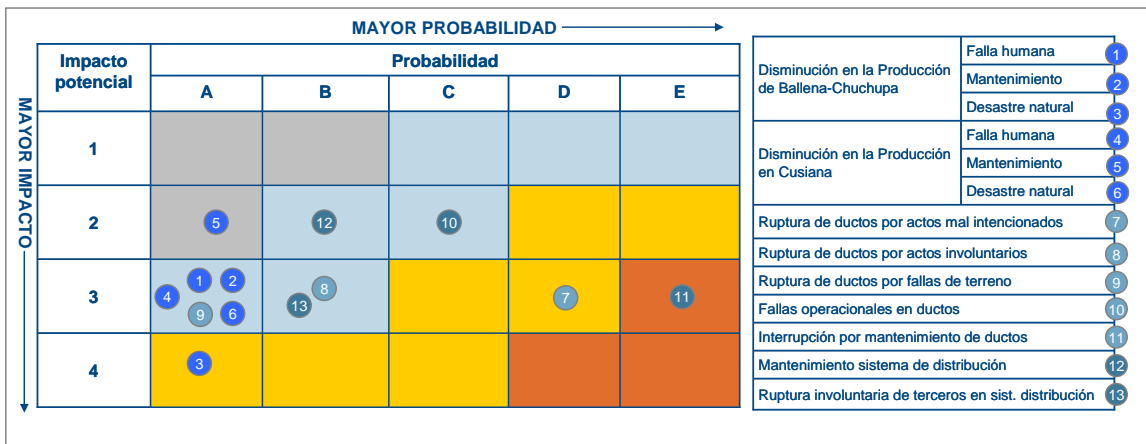 MAYOR PROBABILIDAD
MAYOR IMPACTO
Impacto potencial
Probabilidad
A B C D E
1
2
5 12 10
3
1 2
4 8
9 6 13 7 11
4
3
Disminución en la Producción
de Ballena-Chuchupa
Falla humana 1
Mantenimiento 2
Desastre natural 3
Disminución en la Producción
en Cusiana
Falla humana 4
Mantenimiento 5
Desastre natural 6
Ruptura de ductos por actos mal intencionados 7
Ruptura de ductos por actos involuntarios 8
Ruptura de ductos por fallas de terreno 9
Fallas operacionales en ductos 10
Interrupción por mantenimiento de ductos 11
Mantenimiento sistema de distribución 12
Ruptura involuntaria de terceros en sist. distribución 13